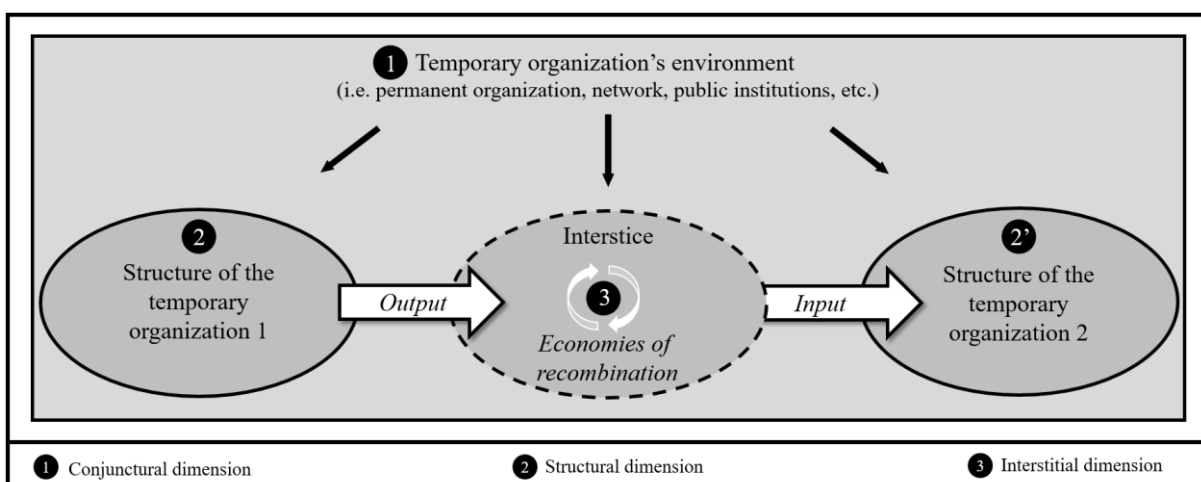 1 Temporary organization's environment
(i.e. permanent organization, network, public institutions, etc.)
2
Structure of the
temporary
organization 1
Output
Interstice
3
Economies of
recombination
Input
2’
Structure of the
temporary
organization 2
1 Conjunctural dimension
2 Structural dimension
3 Interstitial dimension